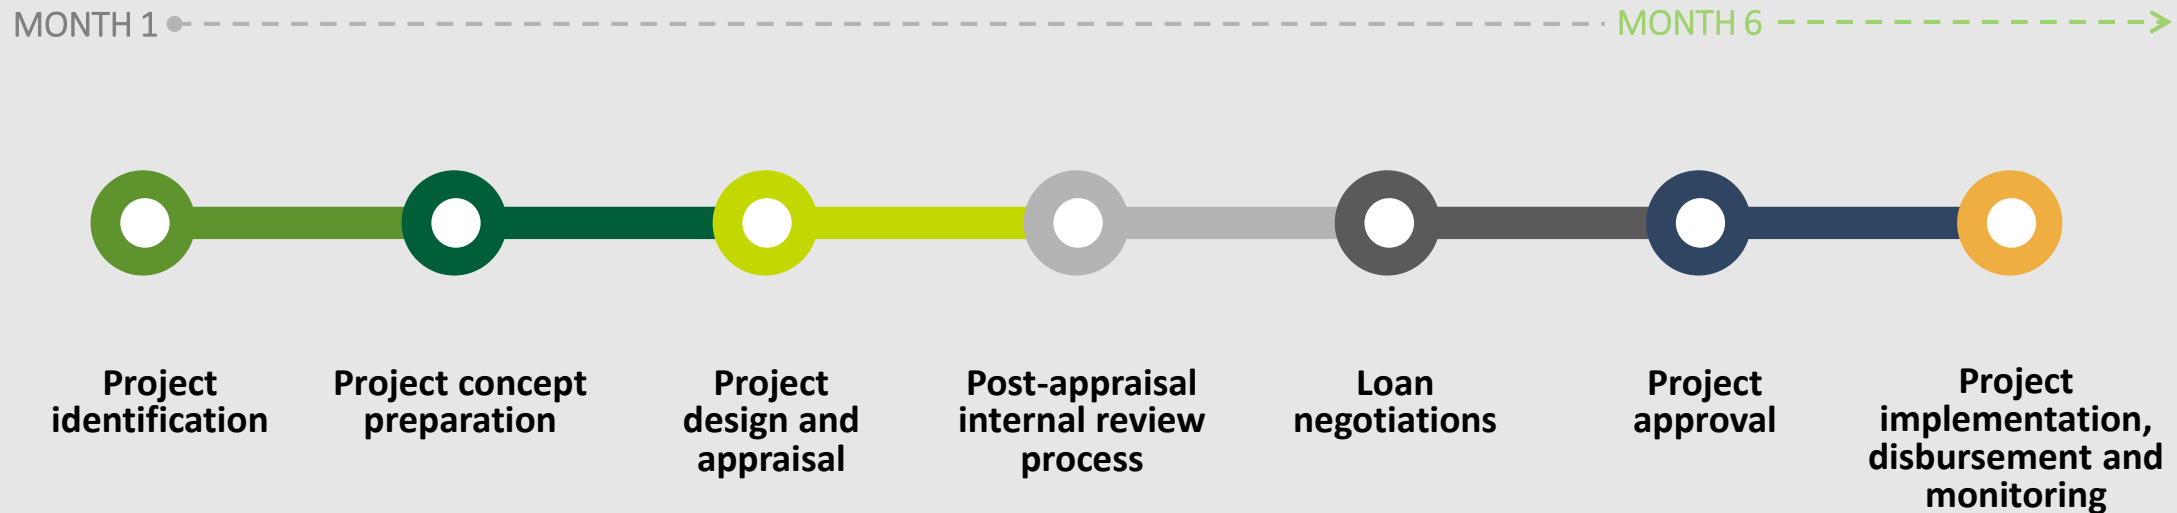 MONTH 1
MONTH 6
Project
identification
Project concept
preparation
Project
design and
appraisal
Post-appraisal
internal review
process
Loan
negotiations
Project
approval
Project
implementation,
disbursement and
monitoring